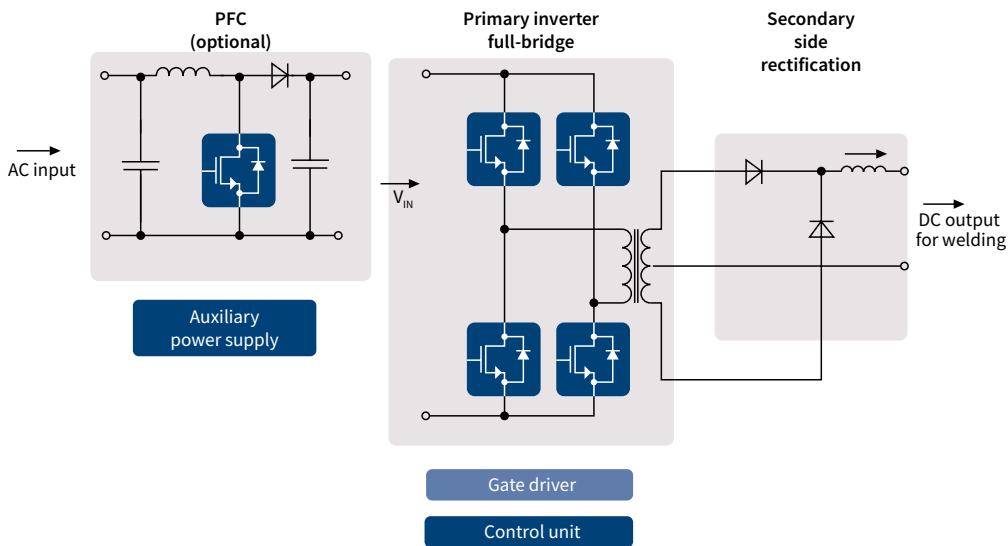 PFC
(optional)
Primary inverter
full-bridge
Secondary
side
rectification
AC input
V_IN
DC output
for welding
Auxiliary
power supply
Gate driver
Control unit